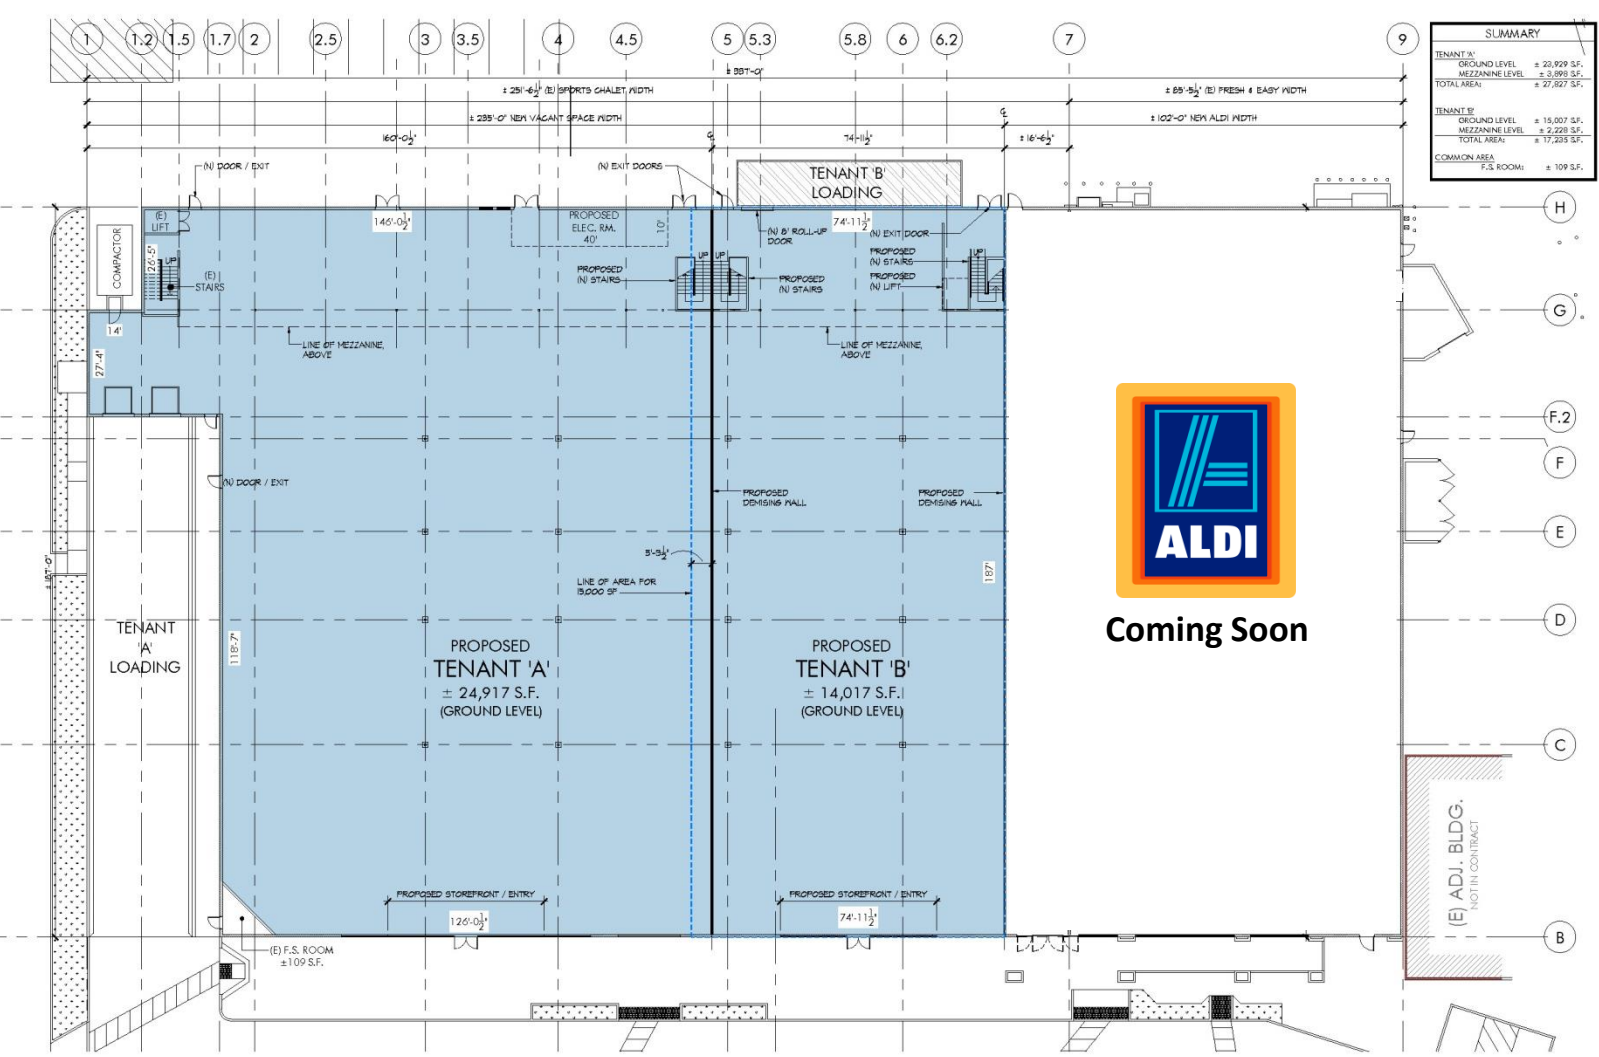 1 1.2 1.5 1.7 2 2.5 3 3.5 4 4.5 5 5.3 5.8 6 6.2 7 9
SUMMARY
TENANT 'A'
GROUND LEVEL ± 23,929 S.F.
MEZZANINE LEVEL ± 3,898 S.F.
TOTAL AREA: ± 27,827 S.F.
TENANT 'B'
GROUND LEVEL ± 15,007 S.F.
MEZZANINE LEVEL ± 2,228 S.F.
TOTAL AREA: ± 17,235 S.F.
COMMON AREA
F.S. ROOM: ± 109 S.F.
± 337'-0"
± 251'-6½" (E) SPORTS CHALET WIDTH
± 85'-5½" (E) FRESH & EASY WIDTH
± 235'-0" NEW VACANT SPACE WIDTH
± 102'-0" NEW ALDI WIDTH
160'-0½"
74'-11½"
± 16'-6½"
(N) DOOR / EXIT
(N) EXIT DOORS
TENANT 'B'
LOADING
(E)
LIFT
146'-0½"
PROPOSED
ELEC. RM.
40'
10'
74'-11½"
(N) 8' ROLL-UP
DOOR
(N) EXIT DOOR
H
COMPACTOR
26'-5"
UP
(E)
STAIRS
PROPOSED
(N) STAIRS
UP UP
PROPOSED
(N) STAIRS
PROPOSED
(N) STAIRS
UP
PROPOSED
(N) LIFT
G
14'
27'-4"
LINE OF MEZZANINE,
ABOVE
LINE OF MEZZANINE,
ABOVE
F.2
F
(N) DOOR / EXIT
PROPOSED
DEMISING WALL
PROPOSED
DEMISING WALL
ALDI
Coming Soon
E
± 187'-0"
5'-3½"
LINE OF AREA FOR
15,000 SF
187'
D
TENANT
'A'
LOADING
118'-7"
PROPOSED
TENANT 'A'
± 24,917 S.F.
(GROUND LEVEL)
PROPOSED
TENANT 'B'
± 14,017 S.F.
(GROUND LEVEL)
C
(E) ADJ. BLDG.
NOT IN CONTRACT
PROPOSED STOREFRONT / ENTRY
126'-0½"
PROPOSED STOREFRONT / ENTRY
74'-11½"
B
(E) F.S. ROOM
±109 S.F.